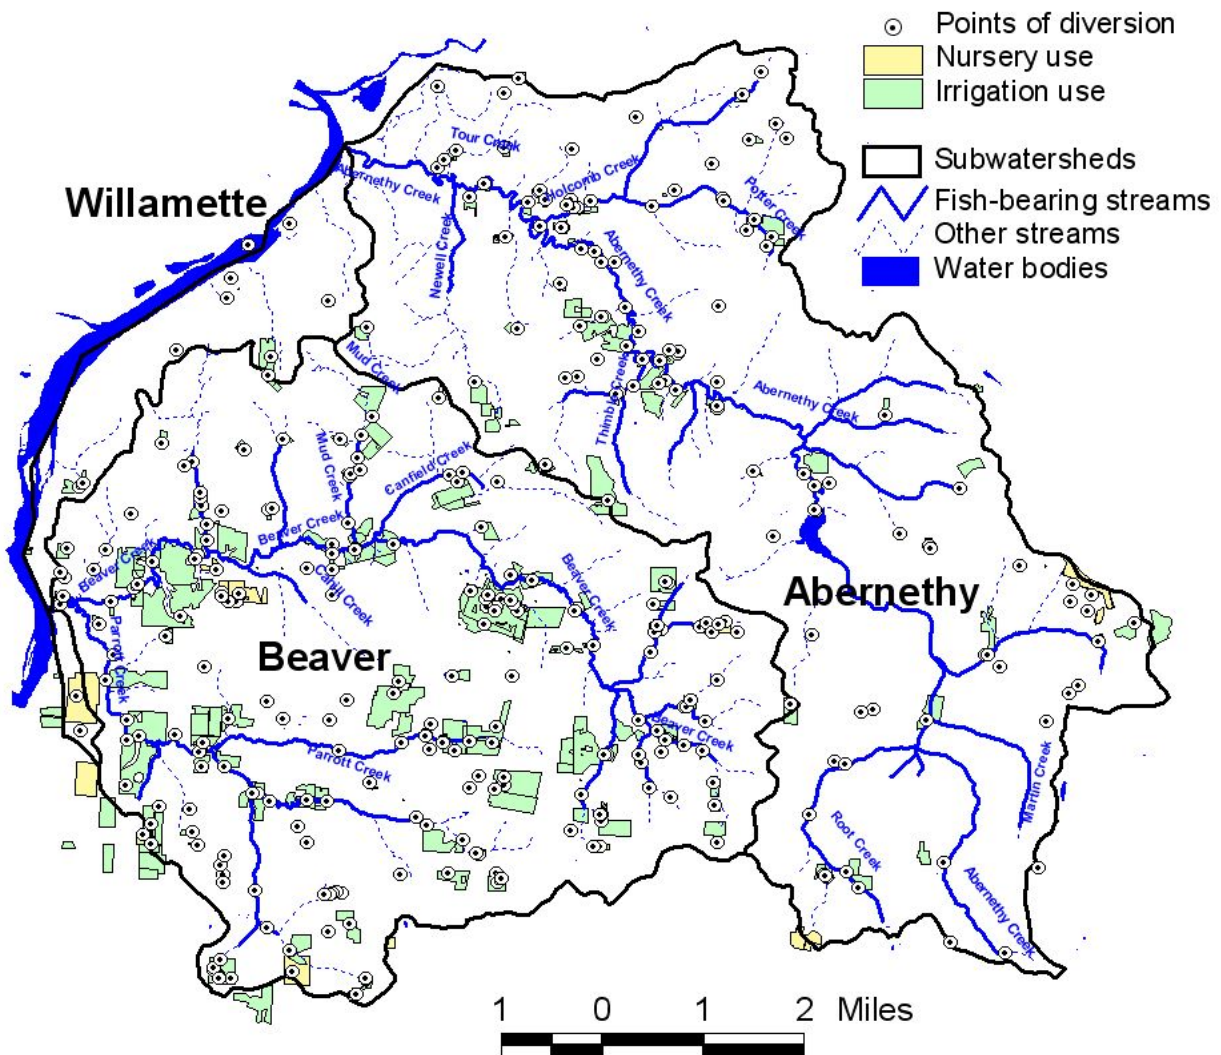 Points of diversion
Nursery use
Irrigation use
Subwatersheds
Fish-bearing streams
Other streams
Water bodies
Tour Creek
Abernethy Creek
Holcomb Creek
Potter Creek
Willamette
Newell Creek
Abernethy Creek
Mud Creek
Thimble Creek
Abernethy Creek
Mud Creek
Canfield Creek
Beaver Creek
Beaver Creek
Cahill Creek
Beaver Creek
Abernethy
Parrott Creek
Beaver
Beaver Creek
Parrott Creek
Martin Creek
Root Creek
Abernethy Creek
1 0 1 2 Miles